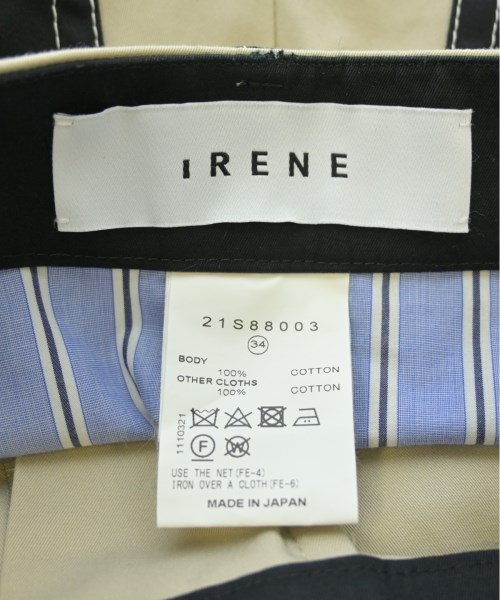 IRENE
21S88003
34
BODY
100% COTTON
OTHER CLOTHS
100% COTTON
1110321
F
W
USE THE NET(FE-4)
IRON OVER A CLOTH(FE-6)
MADE IN JAPAN